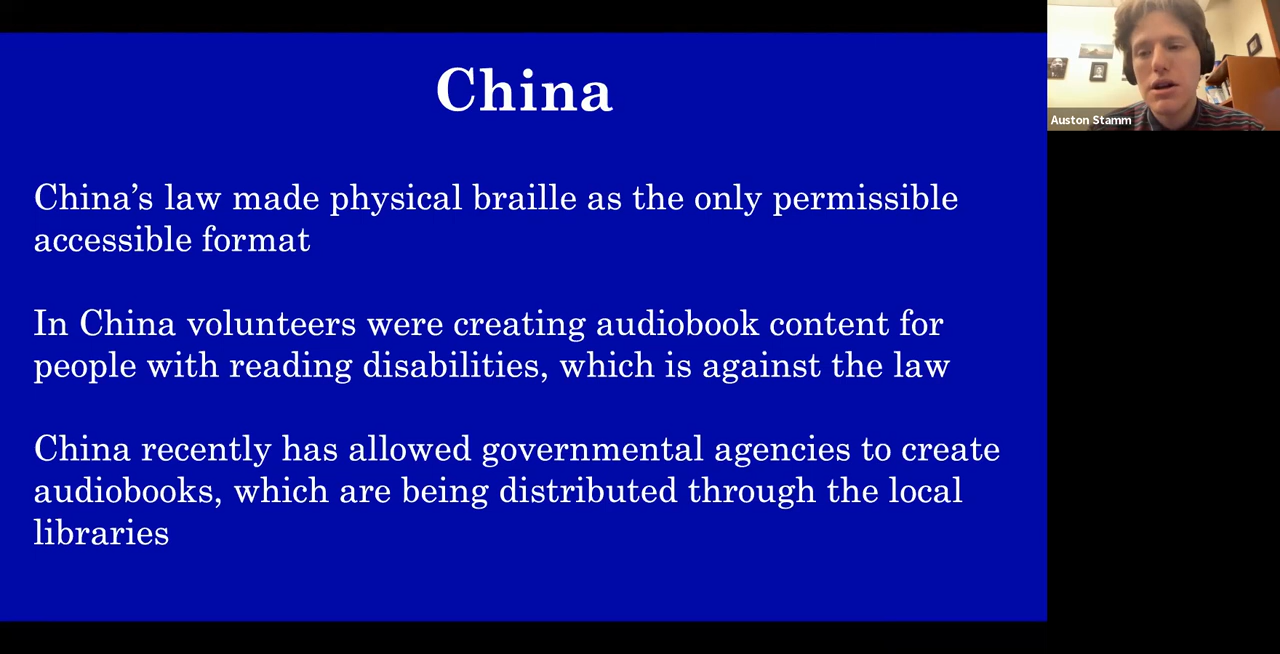 China
China’s law made physical braille as the only permissible
accessible format
In China volunteers were creating audiobook content for
people with reading disabilities, which is against the law
China recently has allowed governmental agencies to create
audiobooks, which are being distributed through the local
libraries
Auston Stamm